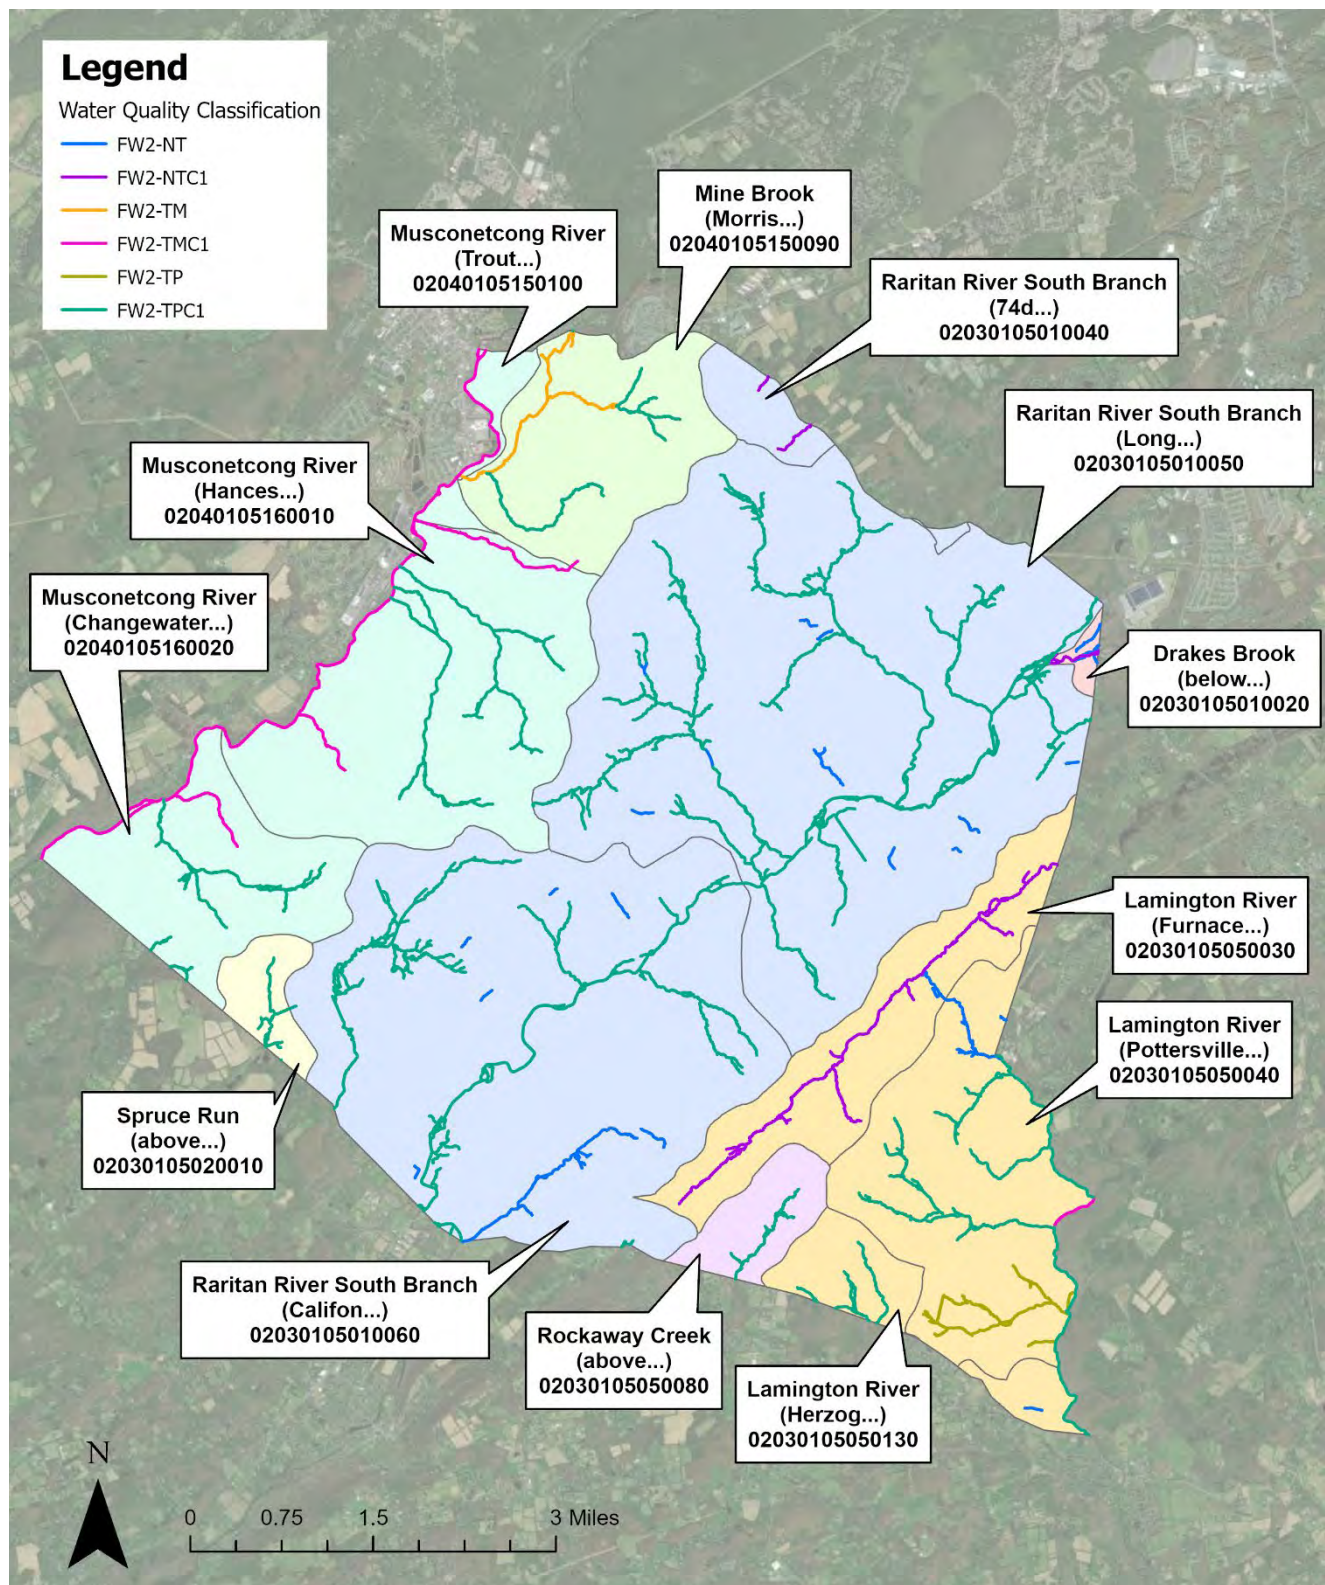 Legend
Water Quality Classification
FW2-NT
FW2-NTC1
FW2-TM
FW2-TMC1
FW2-TP
FW2-TPC1
Mine Brook
(Morris...)
02040105150090
Musconetcong River
(Trout...)
02040105150100
Raritan River South Branch
(74d...)
02030105010040
Raritan River South Branch
(Long...)
02030105010050
Musconetcong River
(Hances...)
02040105160010
Musconetcong River
(Changewater...)
02040105160020
Drakes Brook
(below...)
02030105010020
Lamington River
(Furnace...)
02030105050030
Lamington River
(Pottersville...)
02030105050040
Spruce Run
(above...)
02030105020010
Raritan River South Branch
(Califon...)
02030105010060
Rockaway Creek
(above...)
02030105050080
Lamington River
(Herzog...)
02030105050130
N
0 0.75 1.5 3 Miles